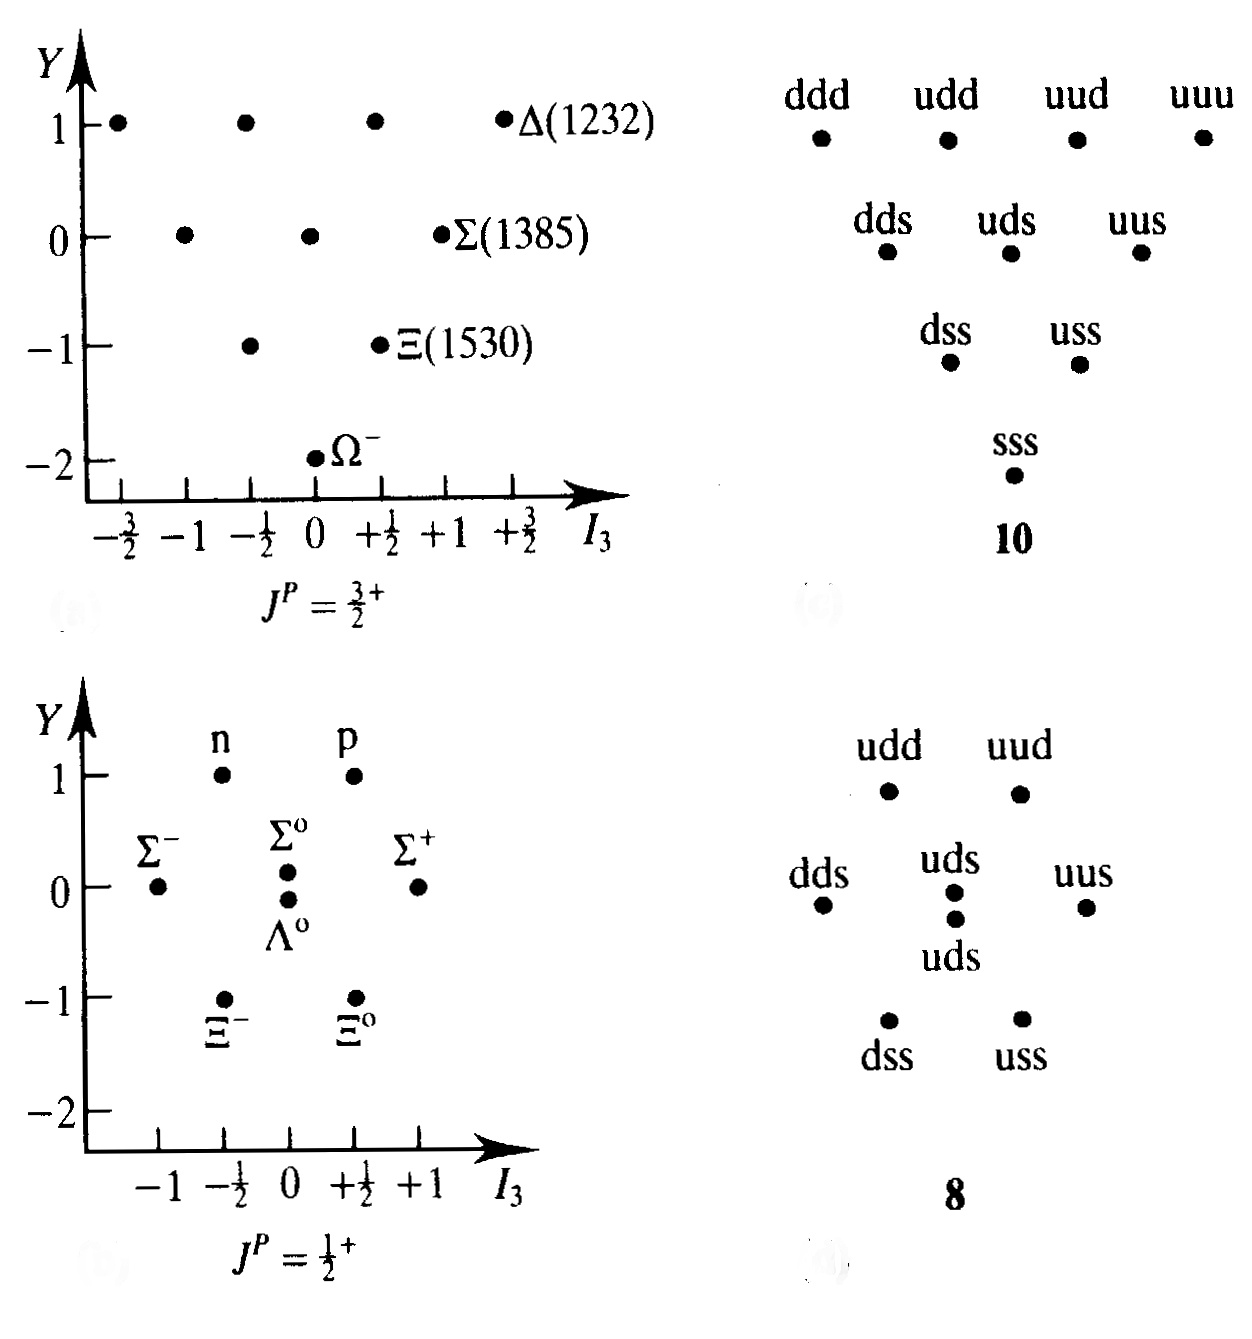 Y
ddd udd uud uuu
1 Δ(1232)
dds uds uus
0 Σ(1385)
dss uss
−1 Ξ(1530)
sss
−2 Ω⁻
−3/2 −1 −1/2 0 +1/2 +1 +3/2 I₃
10
Jᴾ = 3/2⁺
(a) (c)
Y
n p
udd uud
1
Σ⁻ Σ⁰ Σ⁺
dds uds uus
0
Λ⁰
uds
−1
Ξ⁻ Ξ⁰
dss uss
−2
−1 −1/2 0 +1/2 +1 I₃
8
Jᴾ = 1/2⁺
(b) (d)